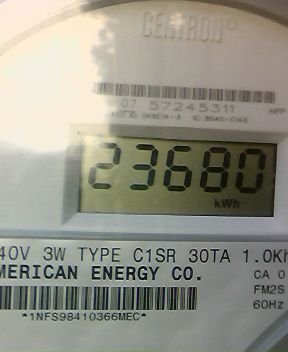 CENTRON®
07 57245311
23680
kWh
40V 3W TYPE C1SR 30TA 1.0Kh
MERICAN ENERGY CO.
CA 0
FM2S
60Hz
*1NFS98410366MEC*